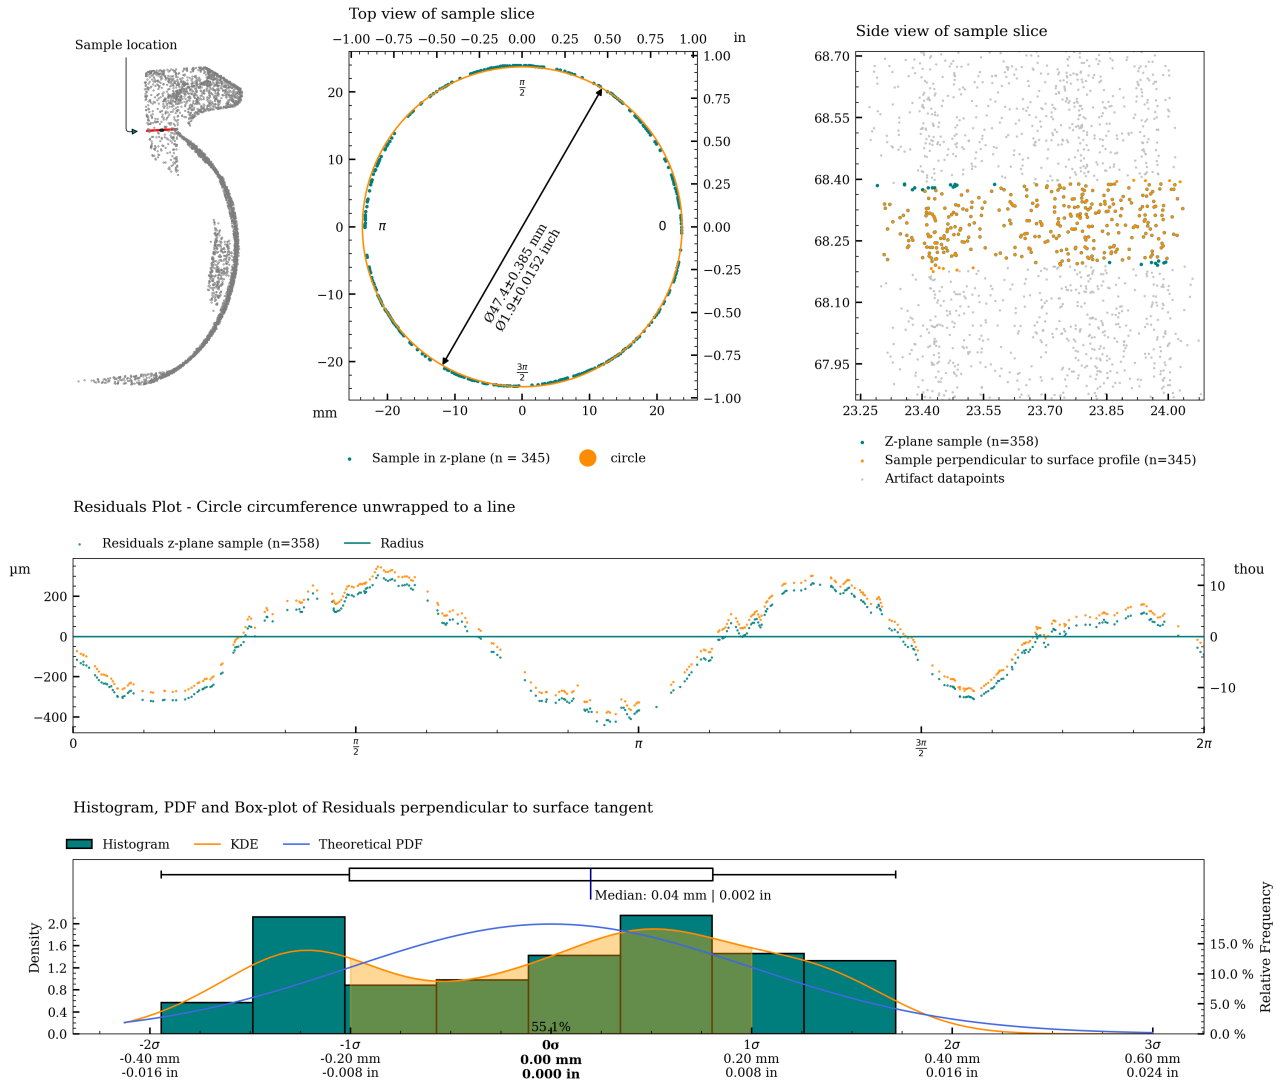 Sample location
Top view of sample slice
−1.00 −0.75 −0.50 −0.25 0.00 0.25 0.50 0.75 1.00 in
1.00
0.75
0.50
0.25
0.00
−0.25
−0.50
−0.75
−1.00
20
10
0
−10
−20
π/2
π
0
3π/2
Ø47.4±0.385 mm
Ø1.9±0.0152 inch
mm
−20 −10 0 10 20
Sample in z-plane (n = 345)
circle
Side view of sample slice
68.70
68.55
68.40
68.25
68.10
67.95
23.25 23.40 23.55 23.70 23.85 24.00
Z-plane sample (n=358)
Sample perpendicular to surface profile (n=345)
Artifact datapoints
Residuals Plot - Circle circumference unwrapped to a line
Residuals z-plane sample (n=358)
Radius
µm
thou
200
0
−200
−400
10
0
−10
0 π/2 π 3π/2 2π
Histogram, PDF and Box-plot of Residuals perpendicular to surface tangent
Histogram
KDE
Theoretical PDF
Median: 0.04 mm | 0.002 in
Density
2.0
1.6
1.2
0.8
0.4
0.0
Relative Frequency
15.0 %
10.0 %
5.0 %
0.0 %
55.1%
-2σ -1σ 0σ 1σ 2σ 3σ
-0.40 mm -0.20 mm 0.00 mm 0.20 mm 0.40 mm 0.60 mm
-0.016 in -0.008 in 0.000 in 0.008 in 0.016 in 0.024 in